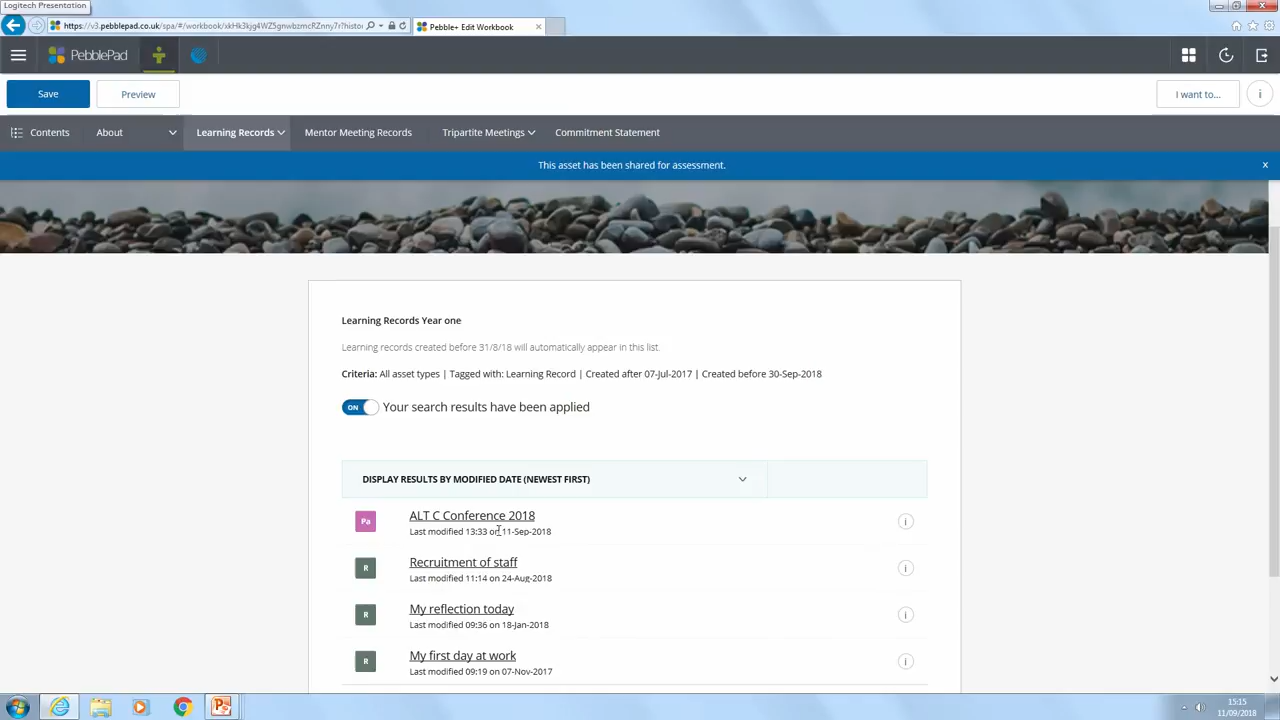 Logitech Presentation
https://v3.pebblepad.co.uk/spa/#/workbook/
Pebble+ Edit Workbook
PebblePad
Save
Preview
I want to...
Contents
About
Learning Records
Mentor Meeting Records
Tripartite Meetings
Commitment Statement
This asset has been shared for assessment.
Learning Records Year one
Learning records created before 31/8/18 will automatically appear in this list.
Criteria: All asset types | Tagged with: Learning Record | Created after 07-Jul-2017 | Created before 30-Sep-2018
ON Your search results have been applied
DISPLAY RESULTS BY MODIFIED DATE (NEWEST FIRST)
Pa
ALT C Conference 2018
Last modified 13:33 on 11-Sep-2018
R
Recruitment of staff
Last modified 11:14 on 24-Aug-2018
R
My reflection today
Last modified 09:36 on 18-Jan-2018
R
My first day at work
Last modified 09:19 on 07-Nov-2017
15:15
11/09/2018